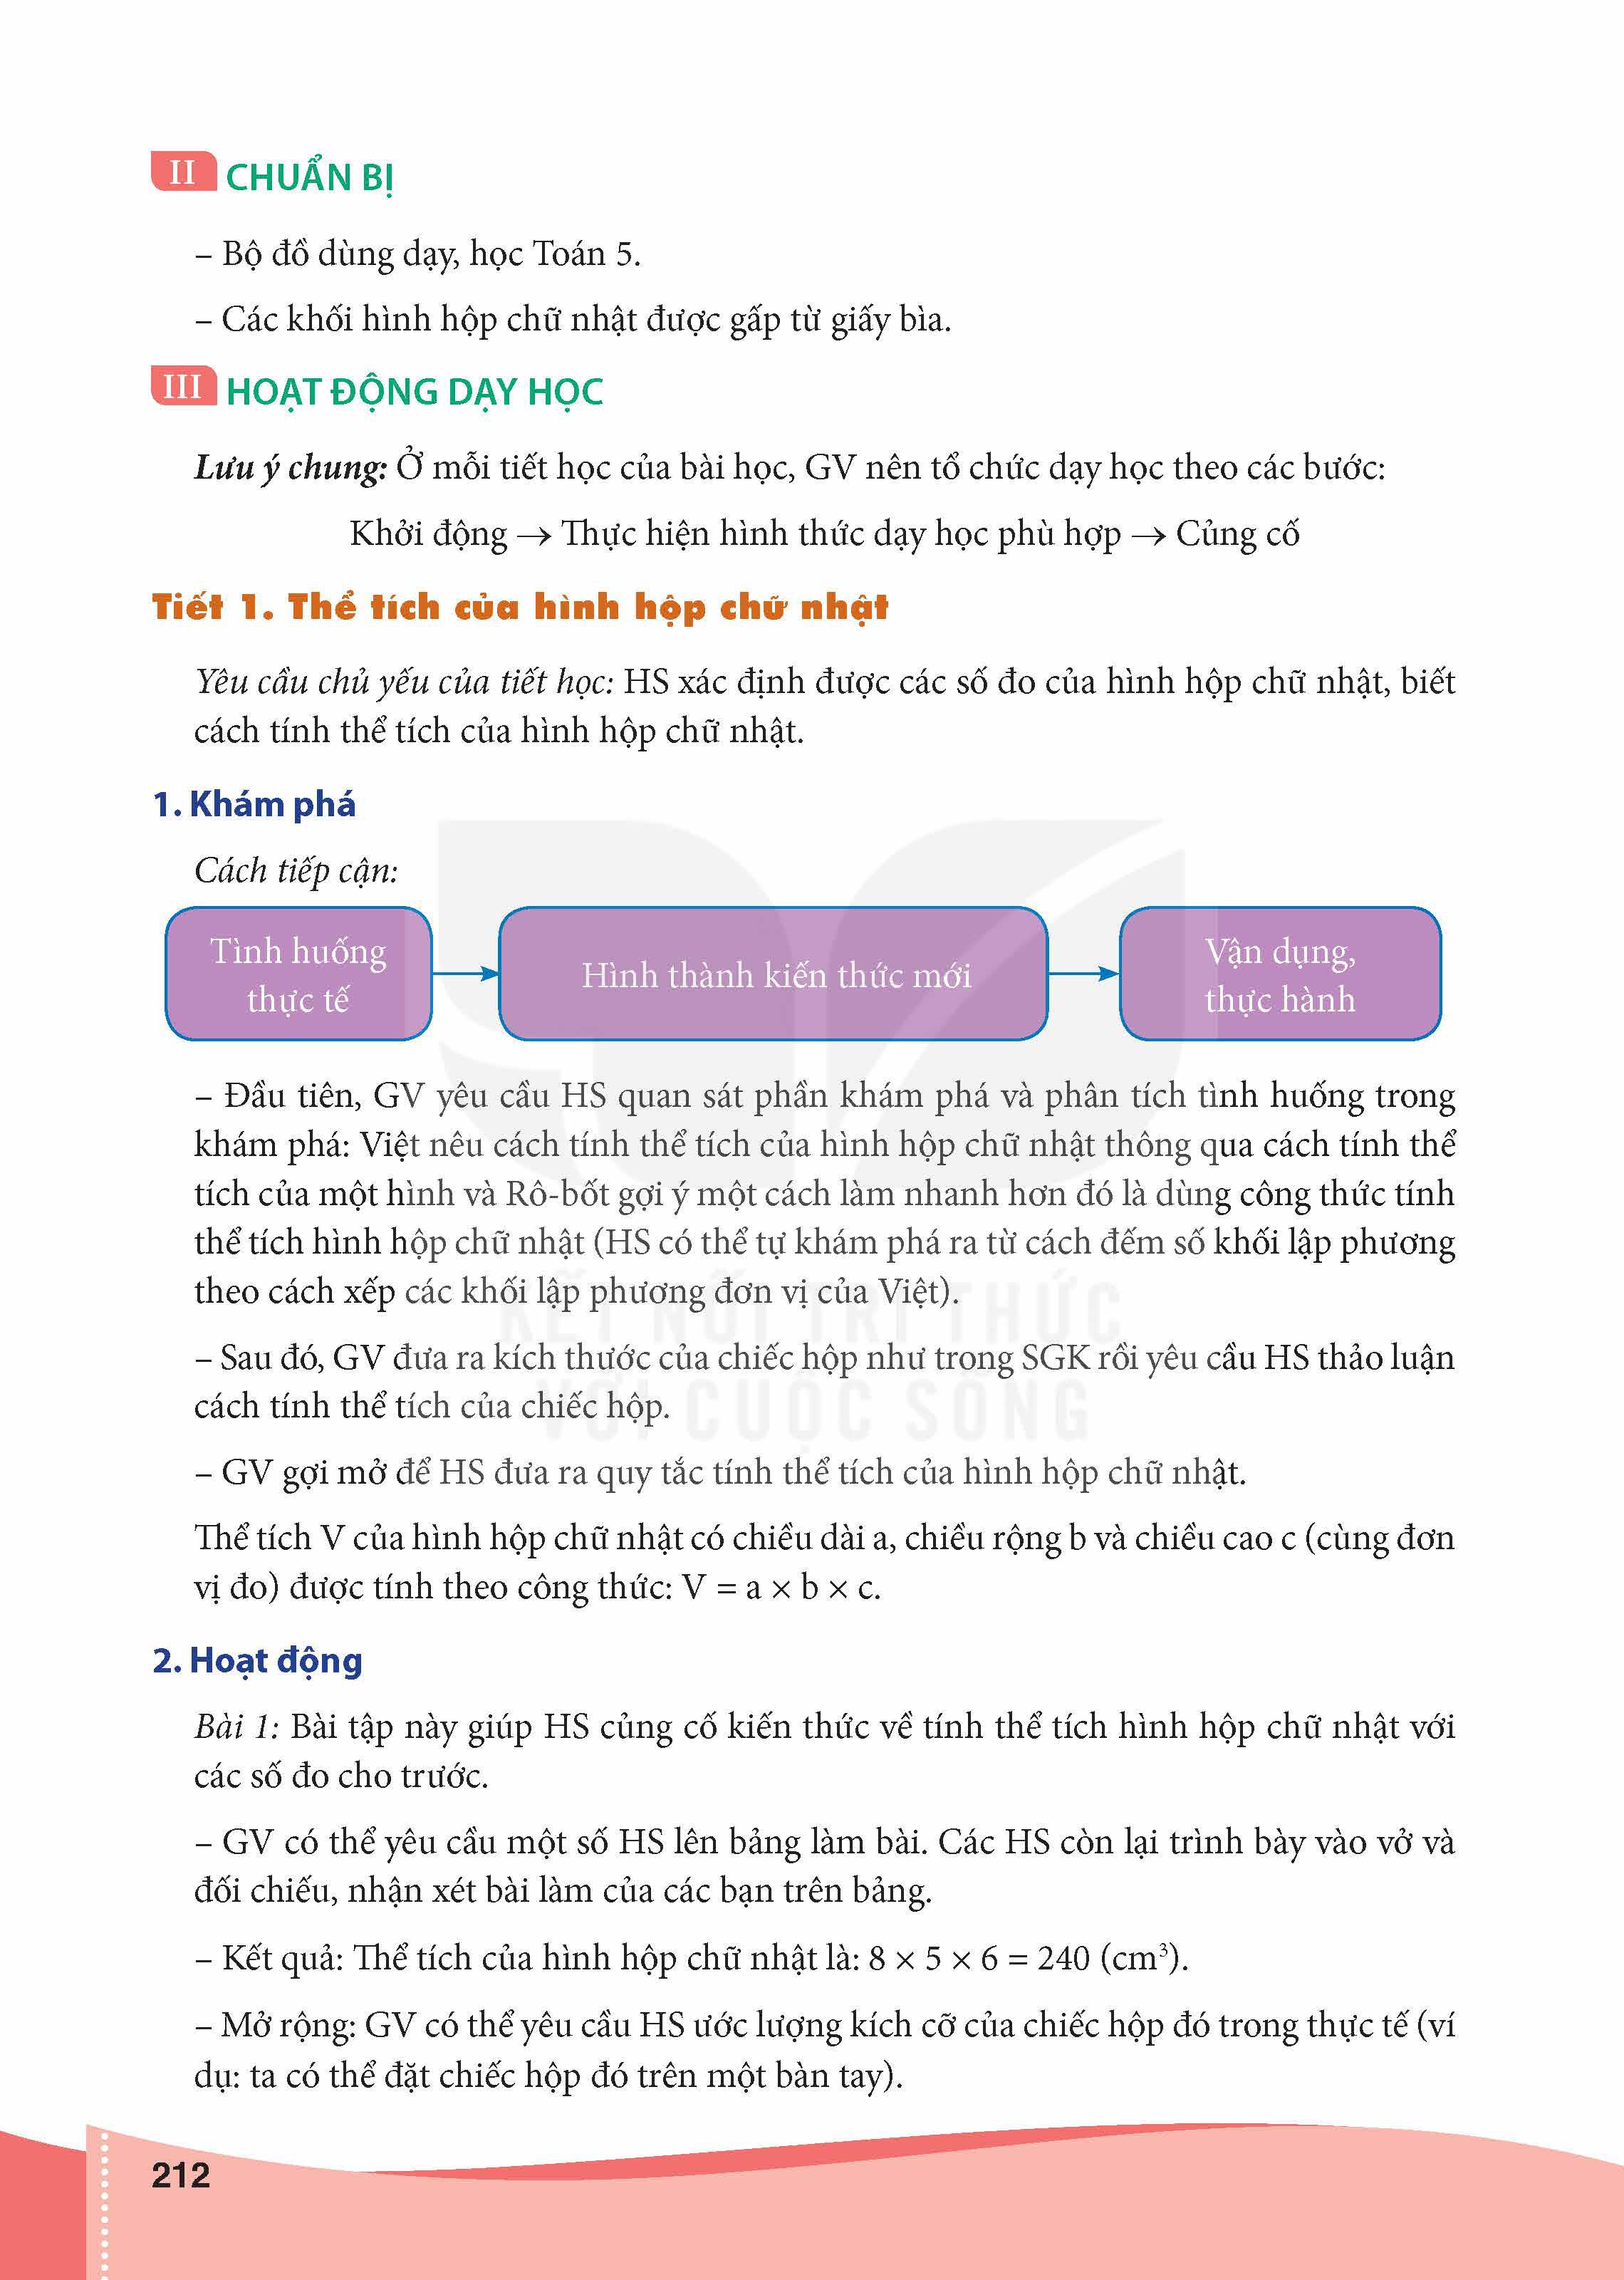 II CHUẨN BỊ
– Bộ đồ dùng dạy, học Toán 5.
– Các khối hình hộp chữ nhật được gấp từ giấy bìa.
III HOẠT ĐỘNG DẠY HỌC
Lưu ý chung: Ở mỗi tiết học của bài học, GV nên tổ chức dạy học theo các bước:
Khởi động → Thực hiện hình thức dạy học phù hợp → Củng cố
Tiết 1. Thể tích của hình hộp chữ nhật
Yêu cầu chủ yếu của tiết học: HS xác định được các số đo của hình hộp chữ nhật, biết
cách tính thể tích của hình hộp chữ nhật.
1. Khám phá
Cách tiếp cận:
Tình huống
thực tế
Hình thành kiến thức mới
Vận dụng,
thực hành
– Đầu tiên, GV yêu cầu HS quan sát phần khám phá và phân tích tình huống trong
khám phá: Việt nêu cách tính thể tích của hình hộp chữ nhật thông qua cách tính thể
tích của một hình và Rô-bốt gợi ý một cách làm nhanh hơn đó là dùng công thức tính
thể tích hình hộp chữ nhật (HS có thể tự khám phá ra từ cách đếm số khối lập phương
theo cách xếp các khối lập phương đơn vị của Việt).
KẾT NỐI TRI THỨC
– Sau đó, GV đưa ra kích thước của chiếc hộp như trong SGK rồi yêu cầu HS thảo luận
cách tính thể tích của chiếc hộp.
VỚI CUỘC SỐNG
– GV gợi mở để HS đưa ra quy tắc tính thể tích của hình hộp chữ nhật.
Thể tích V của hình hộp chữ nhật có chiều dài a, chiều rộng b và chiều cao c (cùng đơn
vị đo) được tính theo công thức: V = a × b × c.
2. Hoạt động
Bài 1: Bài tập này giúp HS củng cố kiến thức về tính thể tích hình hộp chữ nhật với
các số đo cho trước.
– GV có thể yêu cầu một số HS lên bảng làm bài. Các HS còn lại trình bày vào vở và
đối chiếu, nhận xét bài làm của các bạn trên bảng.
– Kết quả: Thể tích của hình hộp chữ nhật là: 8 × 5 × 6 = 240 (cm³).
– Mở rộng: GV có thể yêu cầu HS ước lượng kích cỡ của chiếc hộp đó trong thực tế (ví
dụ: ta có thể đặt chiếc hộp đó trên một bàn tay).
212